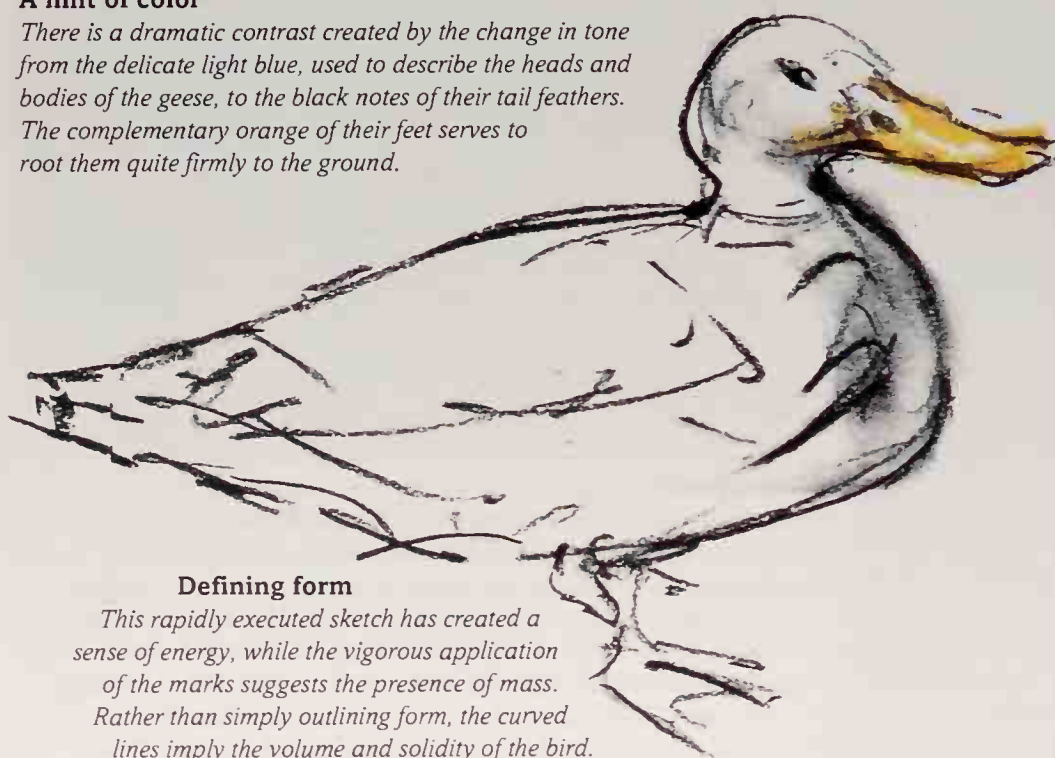 A hint of color
There is a dramatic contrast created by the change in tone
from the delicate light blue, used to describe the heads and
bodies of the geese, to the black notes of their tail feathers.
The complementary orange of their feet serves to
root them quite firmly to the ground.
Defining form
This rapidly executed sketch has created a
sense of energy, while the vigorous application
of the marks suggests the presence of mass.
Rather than simply outlining form, the curved
lines imply the volume and solidity of the bird.